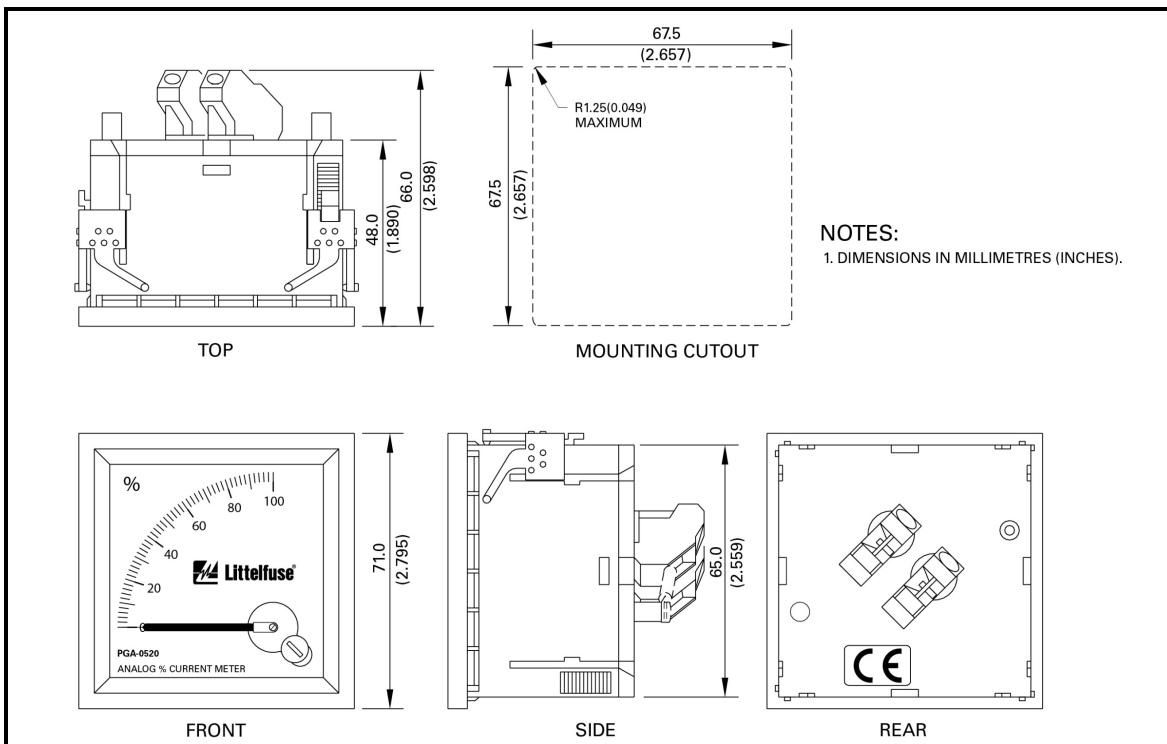 67.5
(2.657)
R1.25(0.049)
MAXIMUM
67.5
(2.657)
48.0
(1.890)
66.0
(2.598)
NOTES:
1. DIMENSIONS IN MILLIMETRES (INCHES).
TOP
MOUNTING CUTOUT
%
20
40
60
80
100
Littelfuse®
PGA-0520
ANALOG % CURRENT METER
71.0
(2.795)
65.0
(2.559)
CE
FRONT
SIDE
REAR